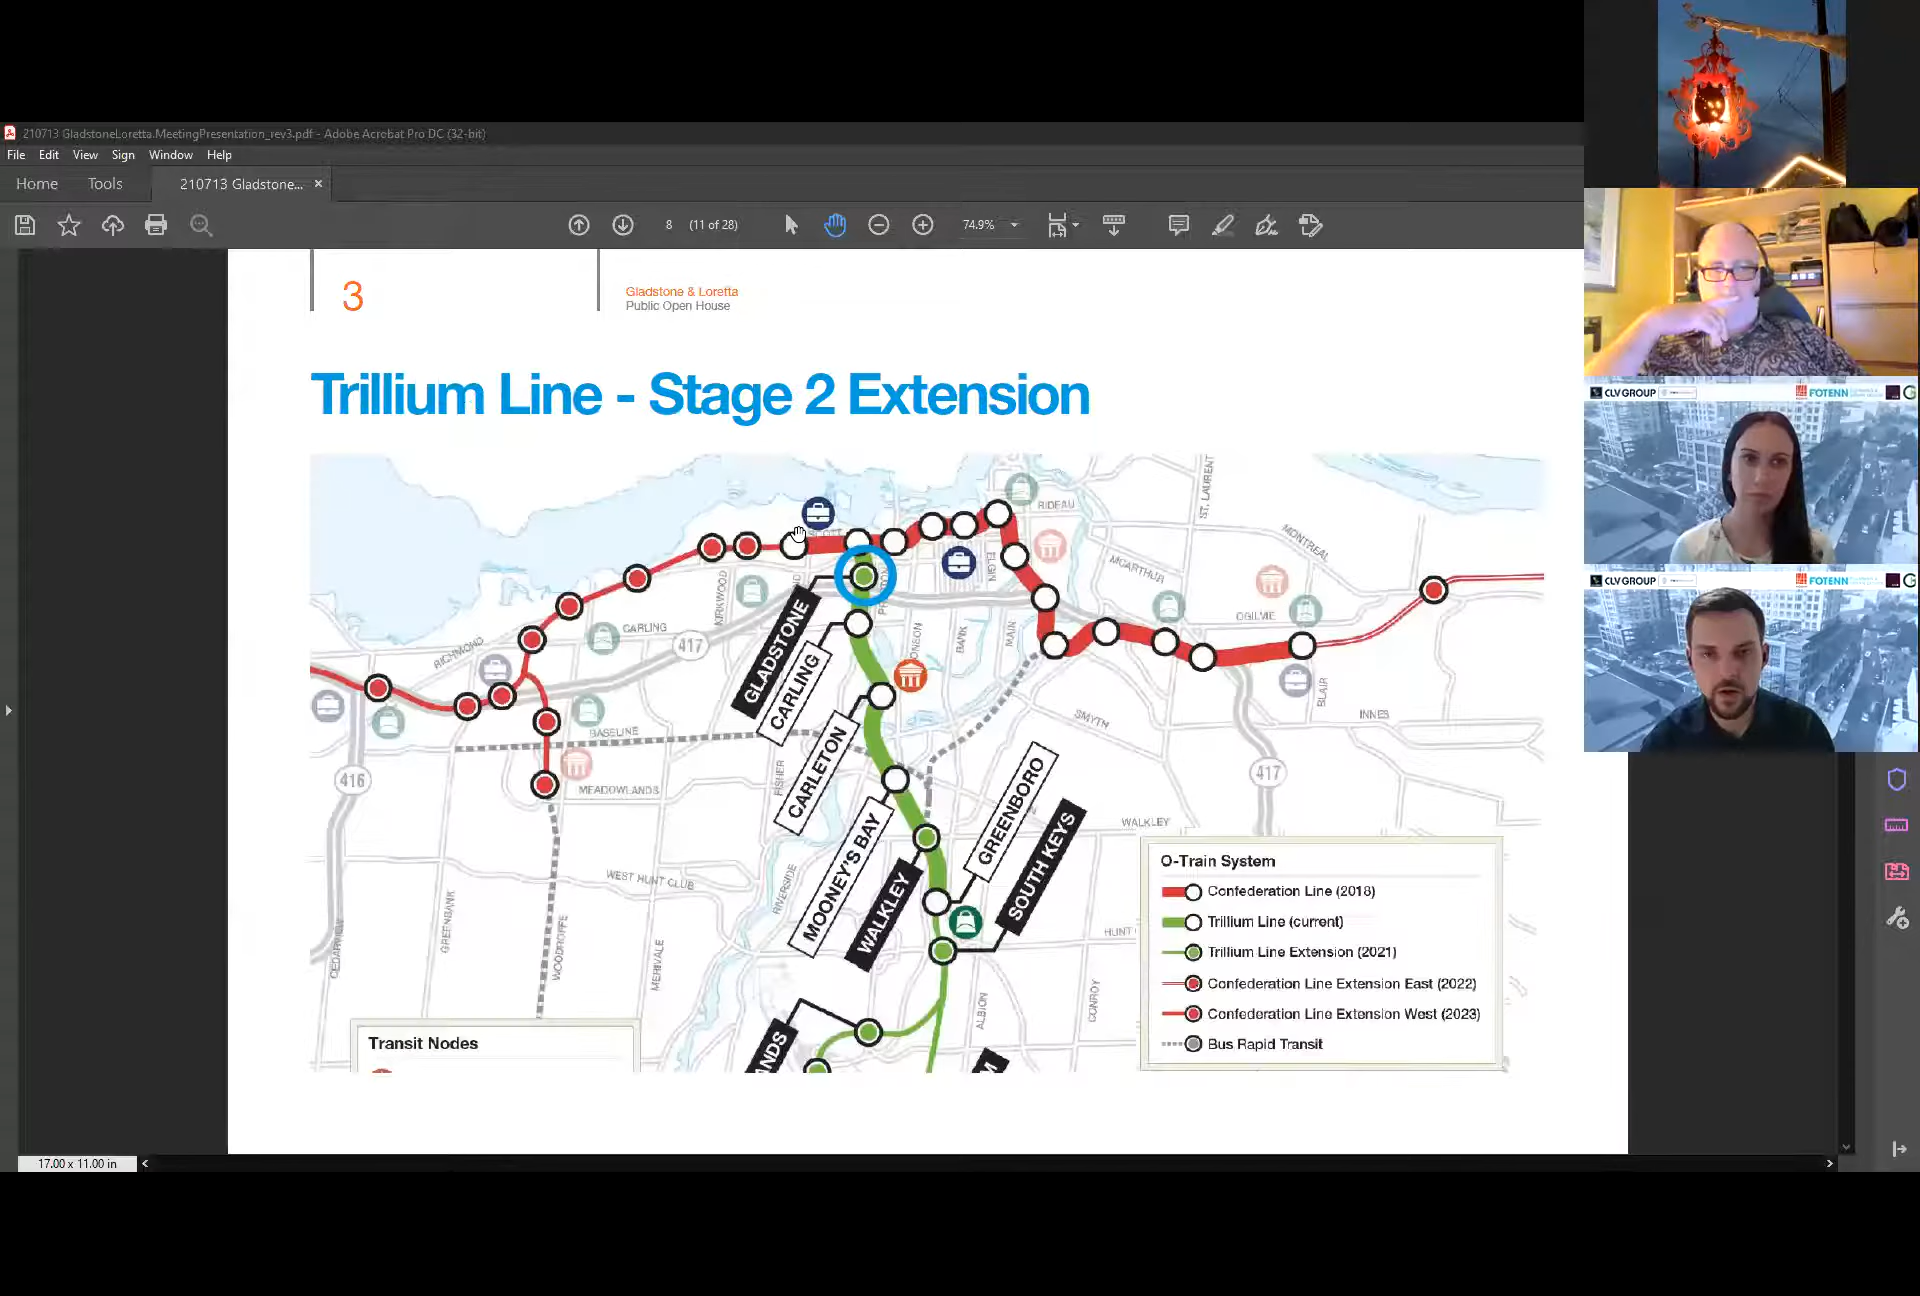 210713 GladstoneLoretta.MeetingPresentation_rev3.pdf - Adobe Acrobat Pro DC (32-bit)
File Edit View Sign Window Help
Home Tools 210713 Gladstone... ×
8 (11 of 28) 74.9%
3
Gladstone & Loretta
Public Open House
Trillium Line - Stage 2 Extension
RIDEAU
ST. LAURENT
MONTREAL
SCOTT
ELGIN
MCARTHUR
OGILVIE
KIRKWOOD
CARLING
RICHMOND
417
GLADSTONE
CARLING
BANK
MAIN
BLAIR
INNES
SMYTH
BASELINE
416
MEADOWLANDS
FISHER
CARLETON
GREENBORO
417
WALKLEY
MOONEY'S BAY
WALKLEY
SOUTH KEYS
WEST HUNT CLUB
RIVERSIDE
HUNT
CEDARVIEW
GREENBANK
WOODROFFE
MERIVALE
ALBION
CONROY
ANDS
M
O-Train System
Confederation Line (2018)
Trillium Line (current)
Trillium Line Extension (2021)
Confederation Line Extension East (2022)
Confederation Line Extension West (2023)
Bus Rapid Transit
Transit Nodes
17.00 x 11.00 in
CLV GROUP
FOTENN
CLV GROUP
FOTENN